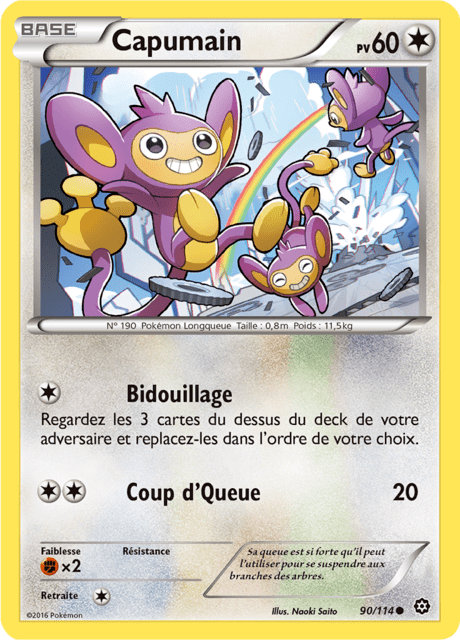 BASE
Capumain
PV60
N° 190 Pokémon Longqueue Taille : 0,8m Poids : 11,5kg
Bidouillage
Regardez les 3 cartes du dessus du deck de votre
adversaire et replacez-les dans l'ordre de votre choix.
Coup d'Queue 20
Faiblesse Résistance
×2
Sa queue est si forte qu'il peut
l'utiliser pour se suspendre aux
branches des arbres.
Retraite
©2016 Pokémon
Illus. Naoki Saito 90/114